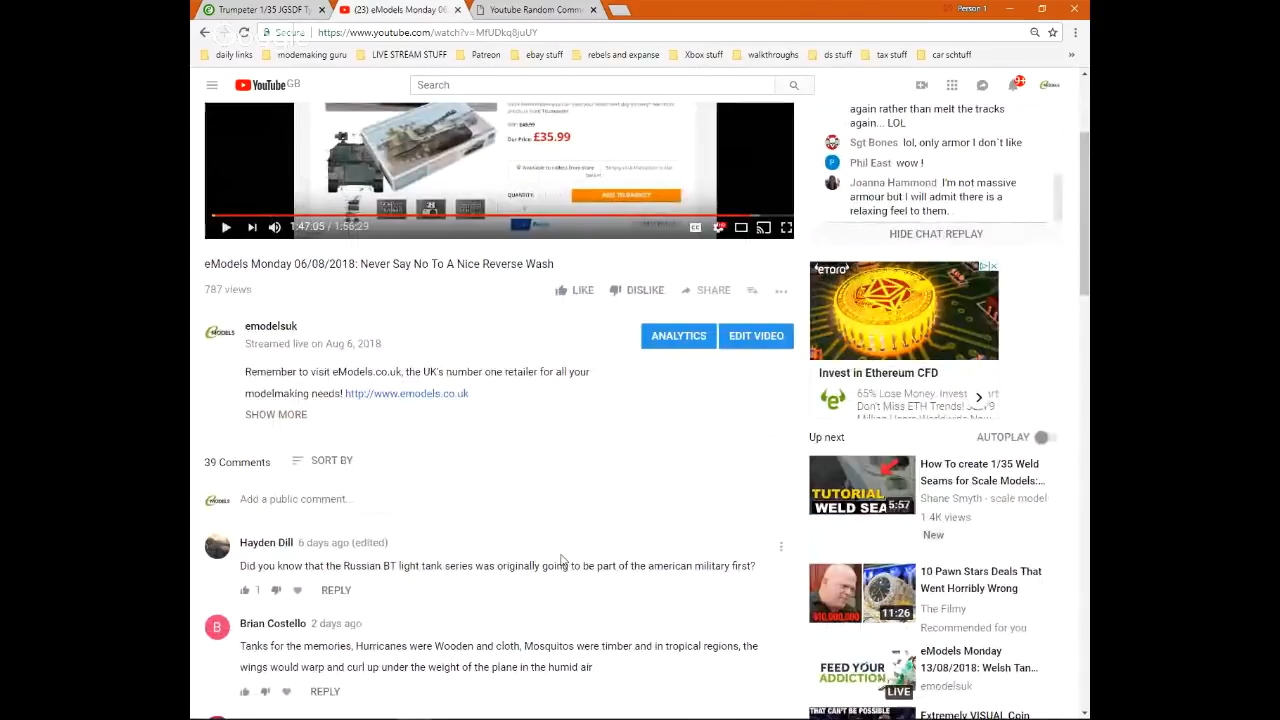 Trumpeter 1/35 JGSDF Ty
(23) eModels Monday 06/
Youtube Random Comme
Person 1
Secure
https://www.youtube.com/watch?v=MfUDkq8juUY
daily links
modemaking guru
LIVE STREAM STUFF
Patreon
ebay stuff
rebels and expanse
Xbox stuff
walkthroughs
ds stuff
tax stuff
car schtuff
»
YouTube GB
Search
9+
£35.99
Our Price:
QUANTITY:
ADD TO BASKET
1:47:05 / 1:56:29
again rather than melt the tracks
again... LOL
Sgt Bones lol, only armor I don`t like
Phil East wow !
Joanna Hammond I'm not massive
armour but I will admit there is a
relaxing feel to them.
HIDE CHAT REPLAY
eModels Monday 06/08/2018: Never Say No To A Nice Reverse Wash
787 views
LIKE
DISLIKE
SHARE
emodelsuk
Streamed live on Aug 6, 2018
ANALYTICS
EDIT VIDEO
Remember to visit eModels.co.uk, the UK's number one retailer for all your
modelmaking needs! http://www.emodels.co.uk
SHOW MORE
39 Comments
SORT BY
Add a public comment...
Hayden Dill 6 days ago (edited)
Did you know that the Russian BT light tank series was originally going to be part of the american military first?
1
REPLY
B
Brian Costello 2 days ago
Tanks for the memories, Hurricanes were Wooden and cloth, Mosquitos were timber and in tropical regions, the
wings would warp and curl up under the weight of the plane in the humid air
REPLY
eToro
Invest in Ethereum CFD
65% Lose Money. Invest
Don't Miss ETH Trends!
Up next
AUTOPLAY
TUTORIAL
WELD SEA
5:57
How To create 1/35 Weld
Seams for Scale Models:...
Shane Smyth - scale model
1.4K views
New
$10,000,000
11:26
10 Pawn Stars Deals That
Went Horribly Wrong
The Filmy
Recommended for you
FEED YOUR
ADDICTION
LIVE
eModels Monday
13/08/2018: Welsh Tan...
emodelsuk
THAT CAN'T BE POSSIBLE
Extremely VISUAL Coin